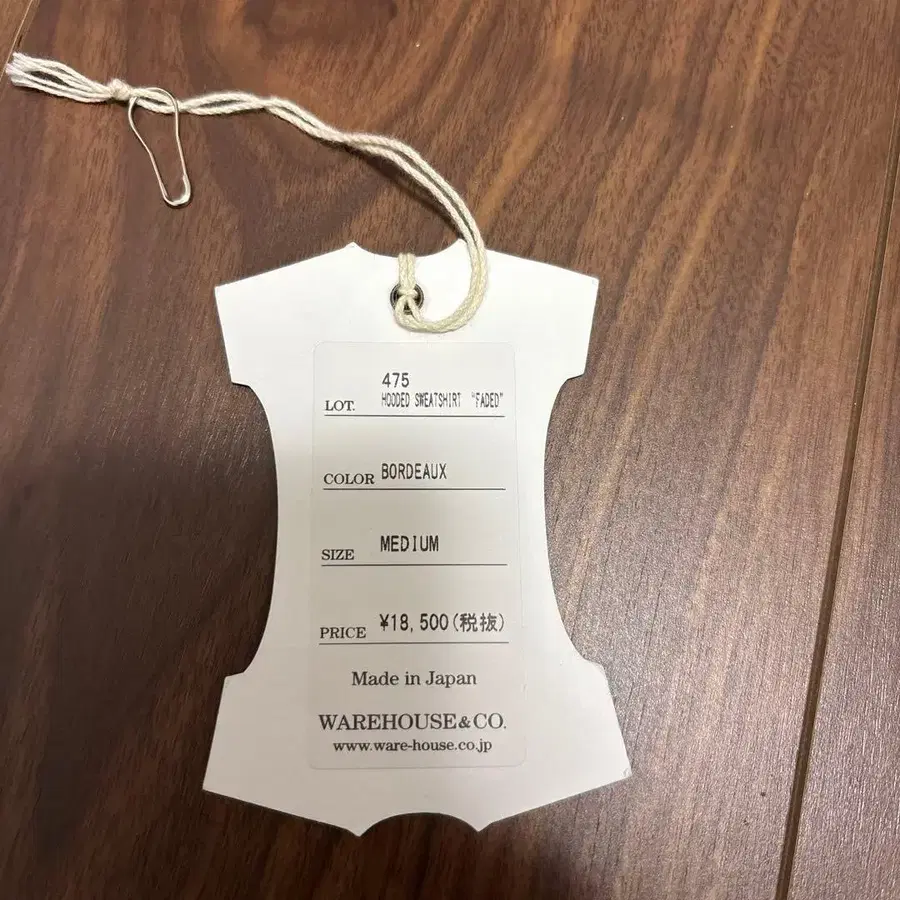 475
LOT. HOODED SWEATSHIRT "FADED"
COLOR BORDEAUX
SIZE MEDIUM
PRICE ¥18,500(税抜)
Made in Japan
WAREHOUSE&CO.
www.ware-house.co.jp